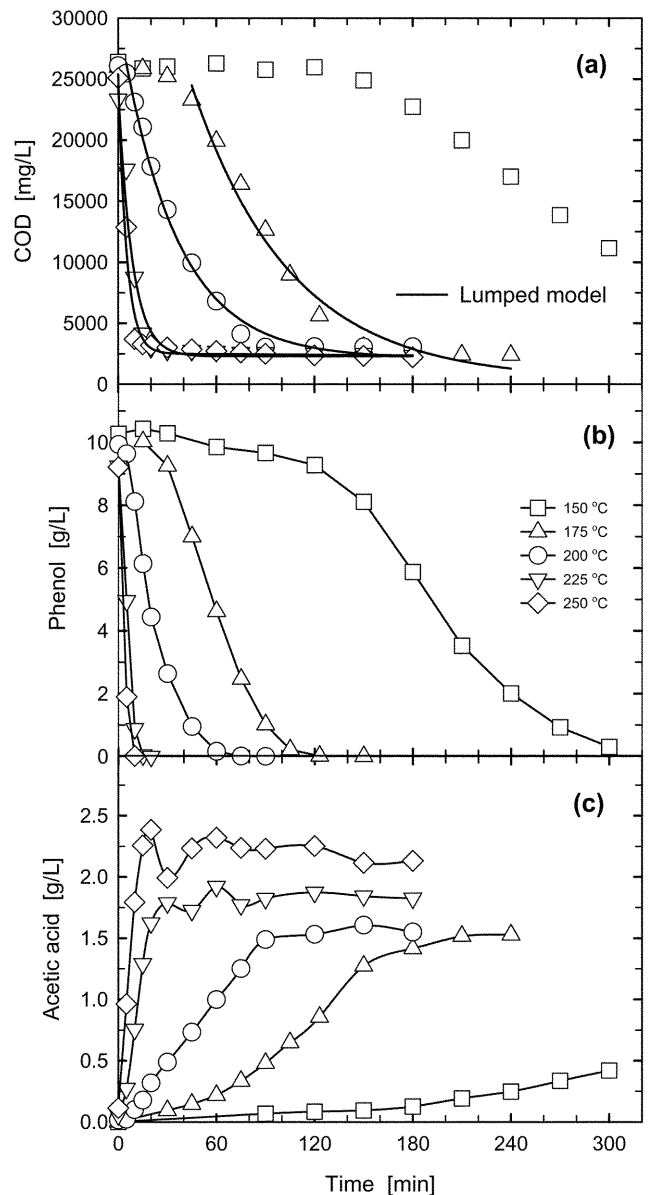 30000
25000
20000
15000
10000
5000
0
COD [mg/L]
(a)
Lumped model
10
8
6
4
2
0
Phenol [g/L]
(b)
150 °C
175 °C
200 °C
225 °C
250 °C
2.5
2.0
1.5
1.0
0.5
0.0
Acetic acid [g/L]
(c)
0 60 120 180 240 300
Time [min]